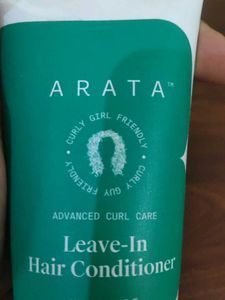 ARATA™
CURLY GIRL FRIENDLY •
CURLY GUY FRIENDLY •
ADVANCED CURL CARE
Leave-In
Hair Conditioner